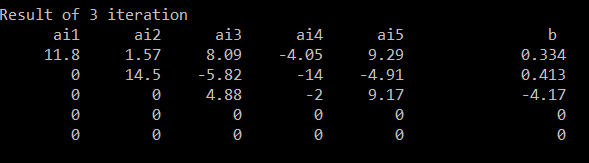 Result of 3 iteration
ai1 ai2 ai3 ai4 ai5 b
11.8 1.57 8.09 -4.05 9.29 0.334
0 14.5 -5.82 -14 -4.91 0.413
0 0 4.88 -2 9.17 -4.17
0 0 0 0 0 0
0 0 0 0 0 0